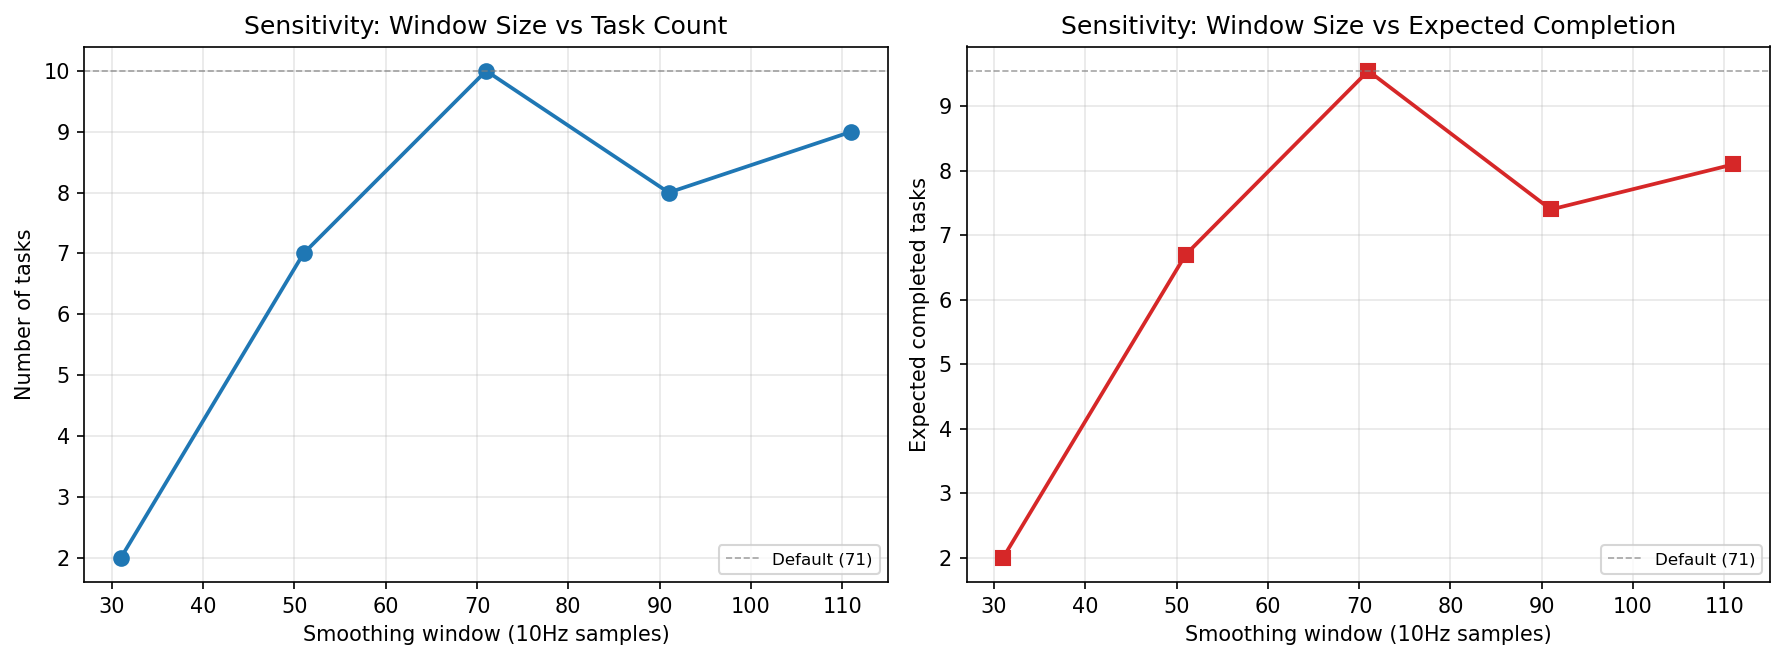 Sensitivity: Window Size vs Task Count
Number of tasks
10
9
8
7
6
5
4
3
2
30 40 50 60 70 80 90 100 110
Smoothing window (10Hz samples)
Default (71)
Sensitivity: Window Size vs Expected Completion
Expected completed tasks
9
8
7
6
5
4
3
2
30 40 50 60 70 80 90 100 110
Smoothing window (10Hz samples)
Default (71)